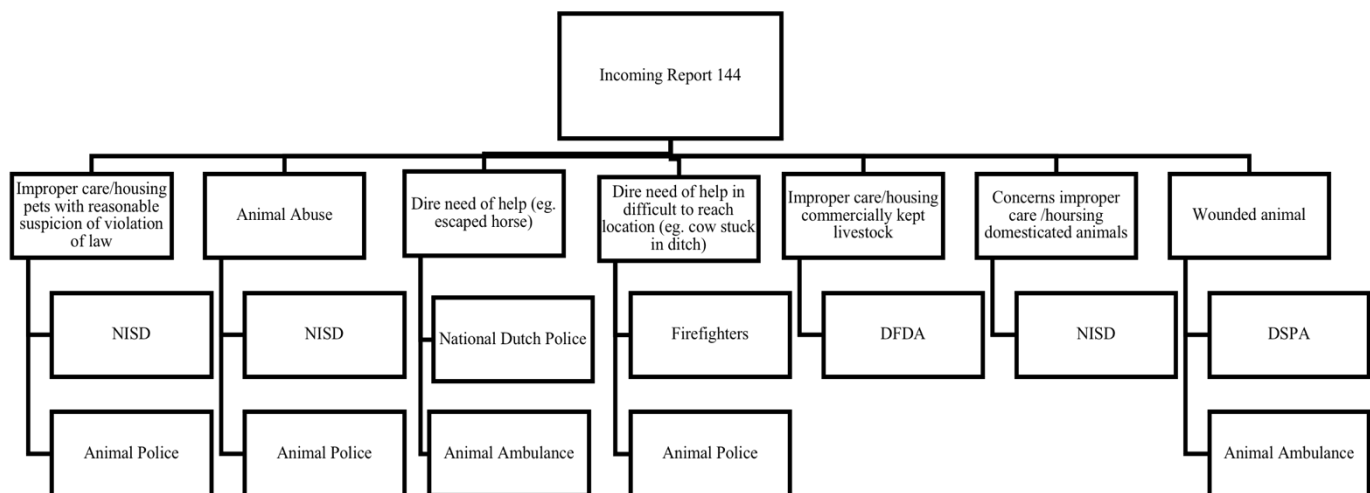 Incoming Report 144
Improper care/housing
pets with reasonable
suspicion of violation
of law
Animal Abuse
Dire need of help (eg.
escaped horse)
Dire need of help in
difficult to reach
location (eg. cow stuck
in ditch)
Improper care/housing
commercially kept
livestock
Concerns improper
care /hoursing
domesticated animals
Wounded animal
NISD
NISD
National Dutch Police
Firefighters
DFDA
NISD
DSPA
Animal Police
Animal Police
Animal Ambulance
Animal Police
Animal Ambulance